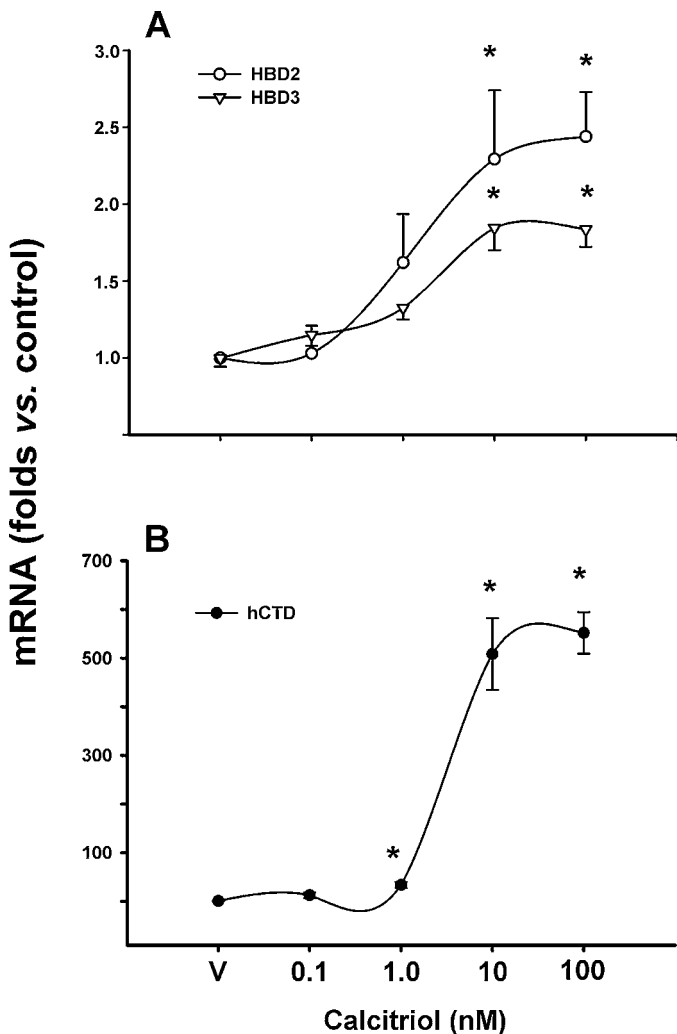 A
3.0
2.5
2.0
1.5
1.0
HBD2
HBD3
*
*
*
*
mRNA (folds vs. control)
B
700
500
300
100
hCTD
*
*
*
V 0.1 1.0 10 100
Calcitriol (nM)